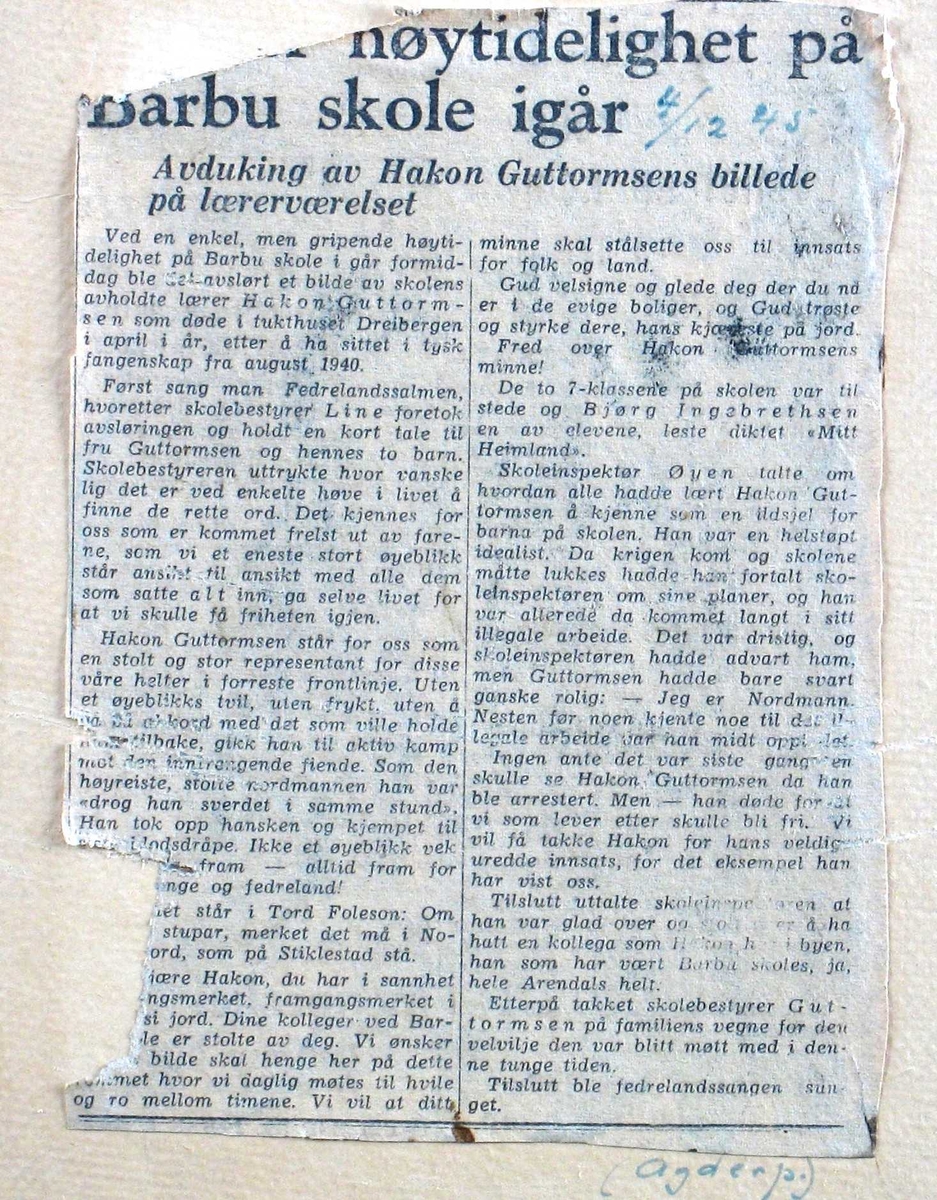 høytidelighet på
Barbu skole igår 4/12 45
Avduking av Hakon Guttormsens billede
på lærerværelset
Ved en enkel, men gripende høyti-
delighet på Barbu skole i går formid-
dag ble det avslørt et bilde av skolens
avholdte lærer Hakon Guttorm-
sen som døde i tukthuset Dreibergen
i april i år, etter å ha sittet i tysk
fangenskap fra august 1940.
Først sang man Fedrelandssalmen,
hvoretter skolebestyrer Line foretok
avsløringen og holdt en kort tale til
fru Guttormsen og hennes to barn.
Skolebestyreren uttrykte hvor vanske
lig det er ved enkelte høve i livet å
finne de rette ord. Det kjennes for
oss som er kommet frelst ut av fare-
ne, som vi et eneste stort øyeblikk
står ansikt til ansikt med alle dem
som satte alt inn, ga selve livet for
at vi skulle få friheten igjen.
Hakon Guttormsen står for oss som
en stolt og stor representant for disse
våre helter i forreste frontlinje. Uten
et øyeblikks tvil, uten frykt, uten å
på akkord med det som ville holde
tilbake, gikk han til aktiv kamp
mot den inntrengende fiende. Som den
høyreiste, stolte nordmannen han var
«drog han sverdet i samme stund».
Han tok opp hansken og kjempet til
blodsdråpe. Ikke et øyeblikk vek
fram — alltid fram for
nge og fedreland!
et står i Tord Foleson: Om
stupar, merket det må i No-
ord, som på Stiklestad stå.
jære Hakon, du har i sannhet
ngsmerket, framgangsmerket i
si jord. Dine kolleger ved Bar-
le er stolte av deg. Vi ønsker
bilde skal henge her på dette
rommet hvor vi daglig møtes til hvile
og ro mellom timene. Vi vil at ditt
minne skal stålsette oss til innsats
for folk og land.
Gud velsigne og glede deg der du nå
er i de evige boliger, og Gud trøste
og styrke dere, hans kjæreste på jord.
Fred over Hakon Guttormsens
minne!
De to 7-klassene på skolen var til
stede og Bjørg Ingebrethsen
en av elevene, leste diktet «Mitt
Heimland».
Skoleinspektør Øyen talte om
hvordan alle hadde lært Hakon Gut-
tormsen å kjenne som en ildsjel for
barna på skolen. Han var en helstøpt
idealist. Da krigen kom og skolene
måtte lukkes hadde han fortalt sko-
leinspektøren om sine planer, og han
var allerede da kommet langt i sitt
illegale arbeide. Det var dristig, og
skoleinspektøren hadde advart ham,
men Guttormsen hadde bare svart
ganske rolig: — Jeg er Nordmann.
Nesten før noen kjente noe til det il-
legale arbeide var han midt oppi det.
Ingen ante det var siste gang en
skulle se Hakon Guttormsen da han
ble arrestert. Men — han døde for at
vi som lever etter skulle bli fri. Vi
vil få takke Hakon for hans veldig
uredde innsats, for det eksempel han
har vist oss.
Tilslutt uttalte skoleinspektøren at
han var glad over og stolt over å ha
hatt en kollega som Hakon her i byen,
han som har vært Barbu skoles, ja,
hele Arendals helt.
Etterpå takket skolebestyrer Gut-
tormsen på familiens vegne for den
velvilje den var blitt møtt med i den-
ne tunge tiden.
Tilslutt ble fedrelandssangen sun-
get.
(Agderp.)